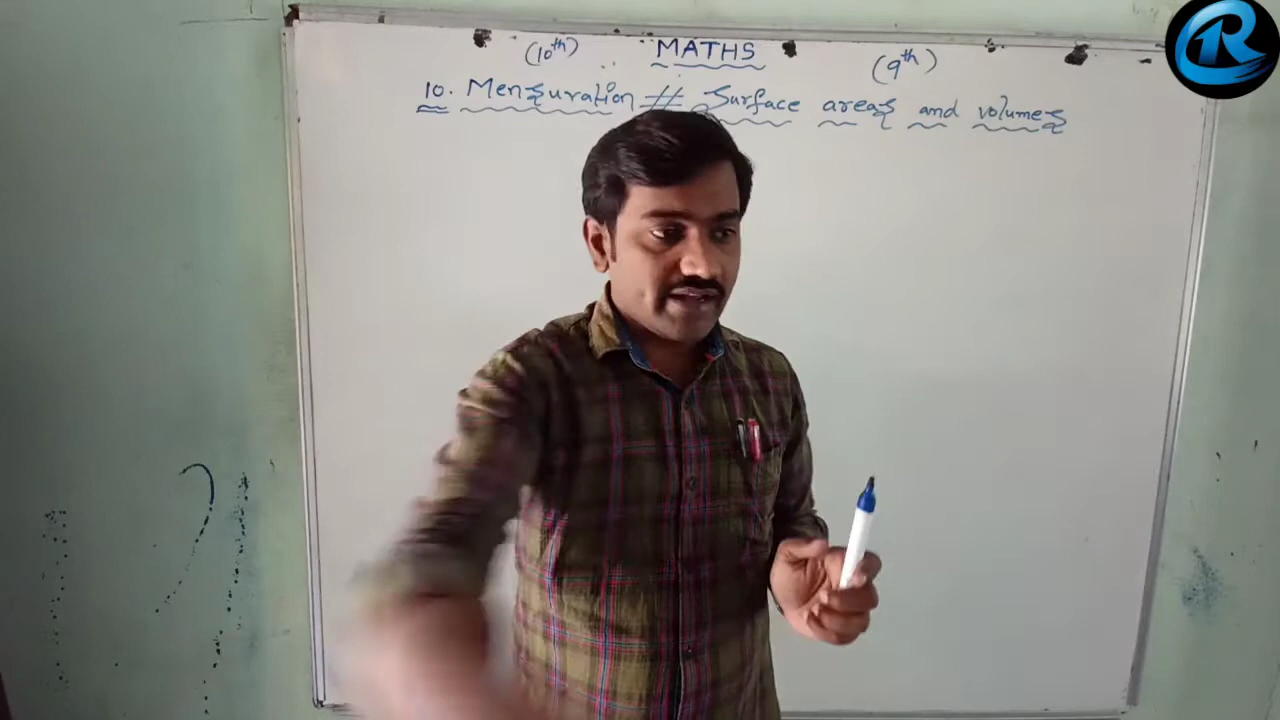 (10th) MATHS (9th)
10. Mensuration // Surface areas and volumes
R